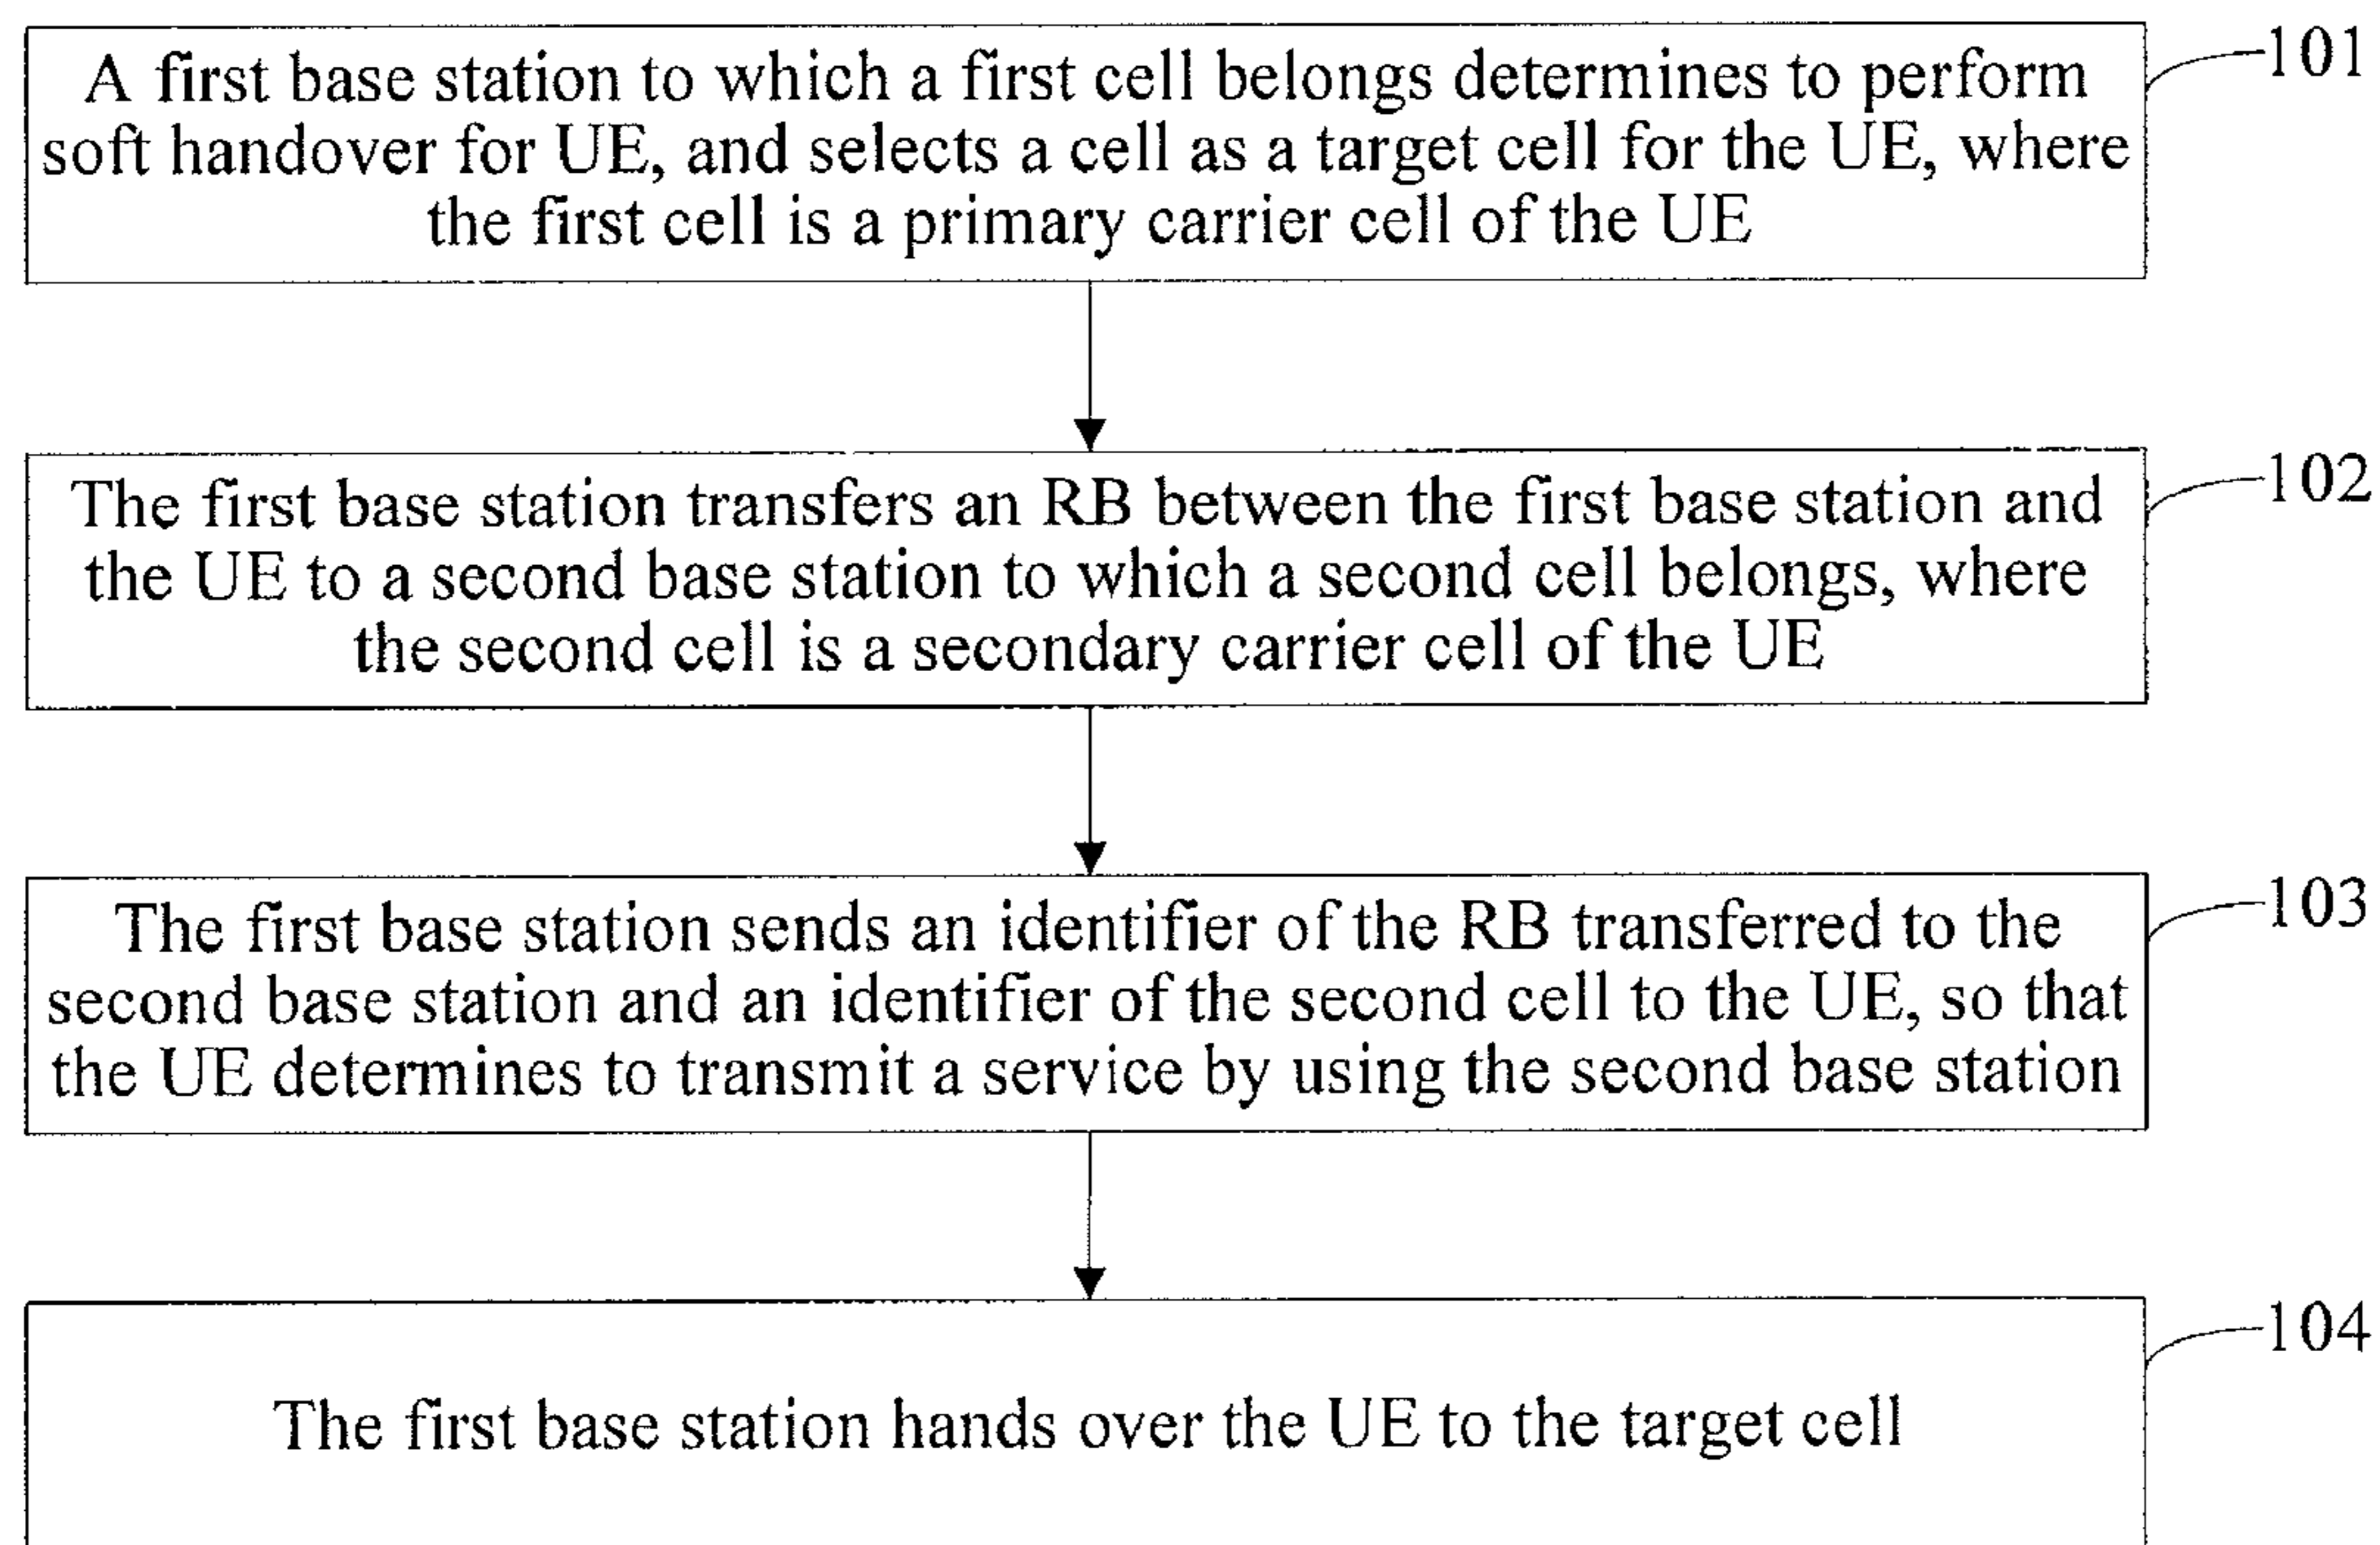 A first base station to which a first cell belongs determines to perform
soft handover for UE, and selects a cell as a target cell for the UE, where
the first cell is a primary carrier cell of the UE
101
The first base station transfers an RB between the first base station and
the UE to a second base station to which a second cell belongs, where
the second cell is a secondary carrier cell of the UE
102
The first base station sends an identifier of the RB transferred to the
second base station and an identifier of the second cell to the UE, so that
the UE determines to transmit a service by using the second base station
103
The first base station hands over the UE to the target cell
104